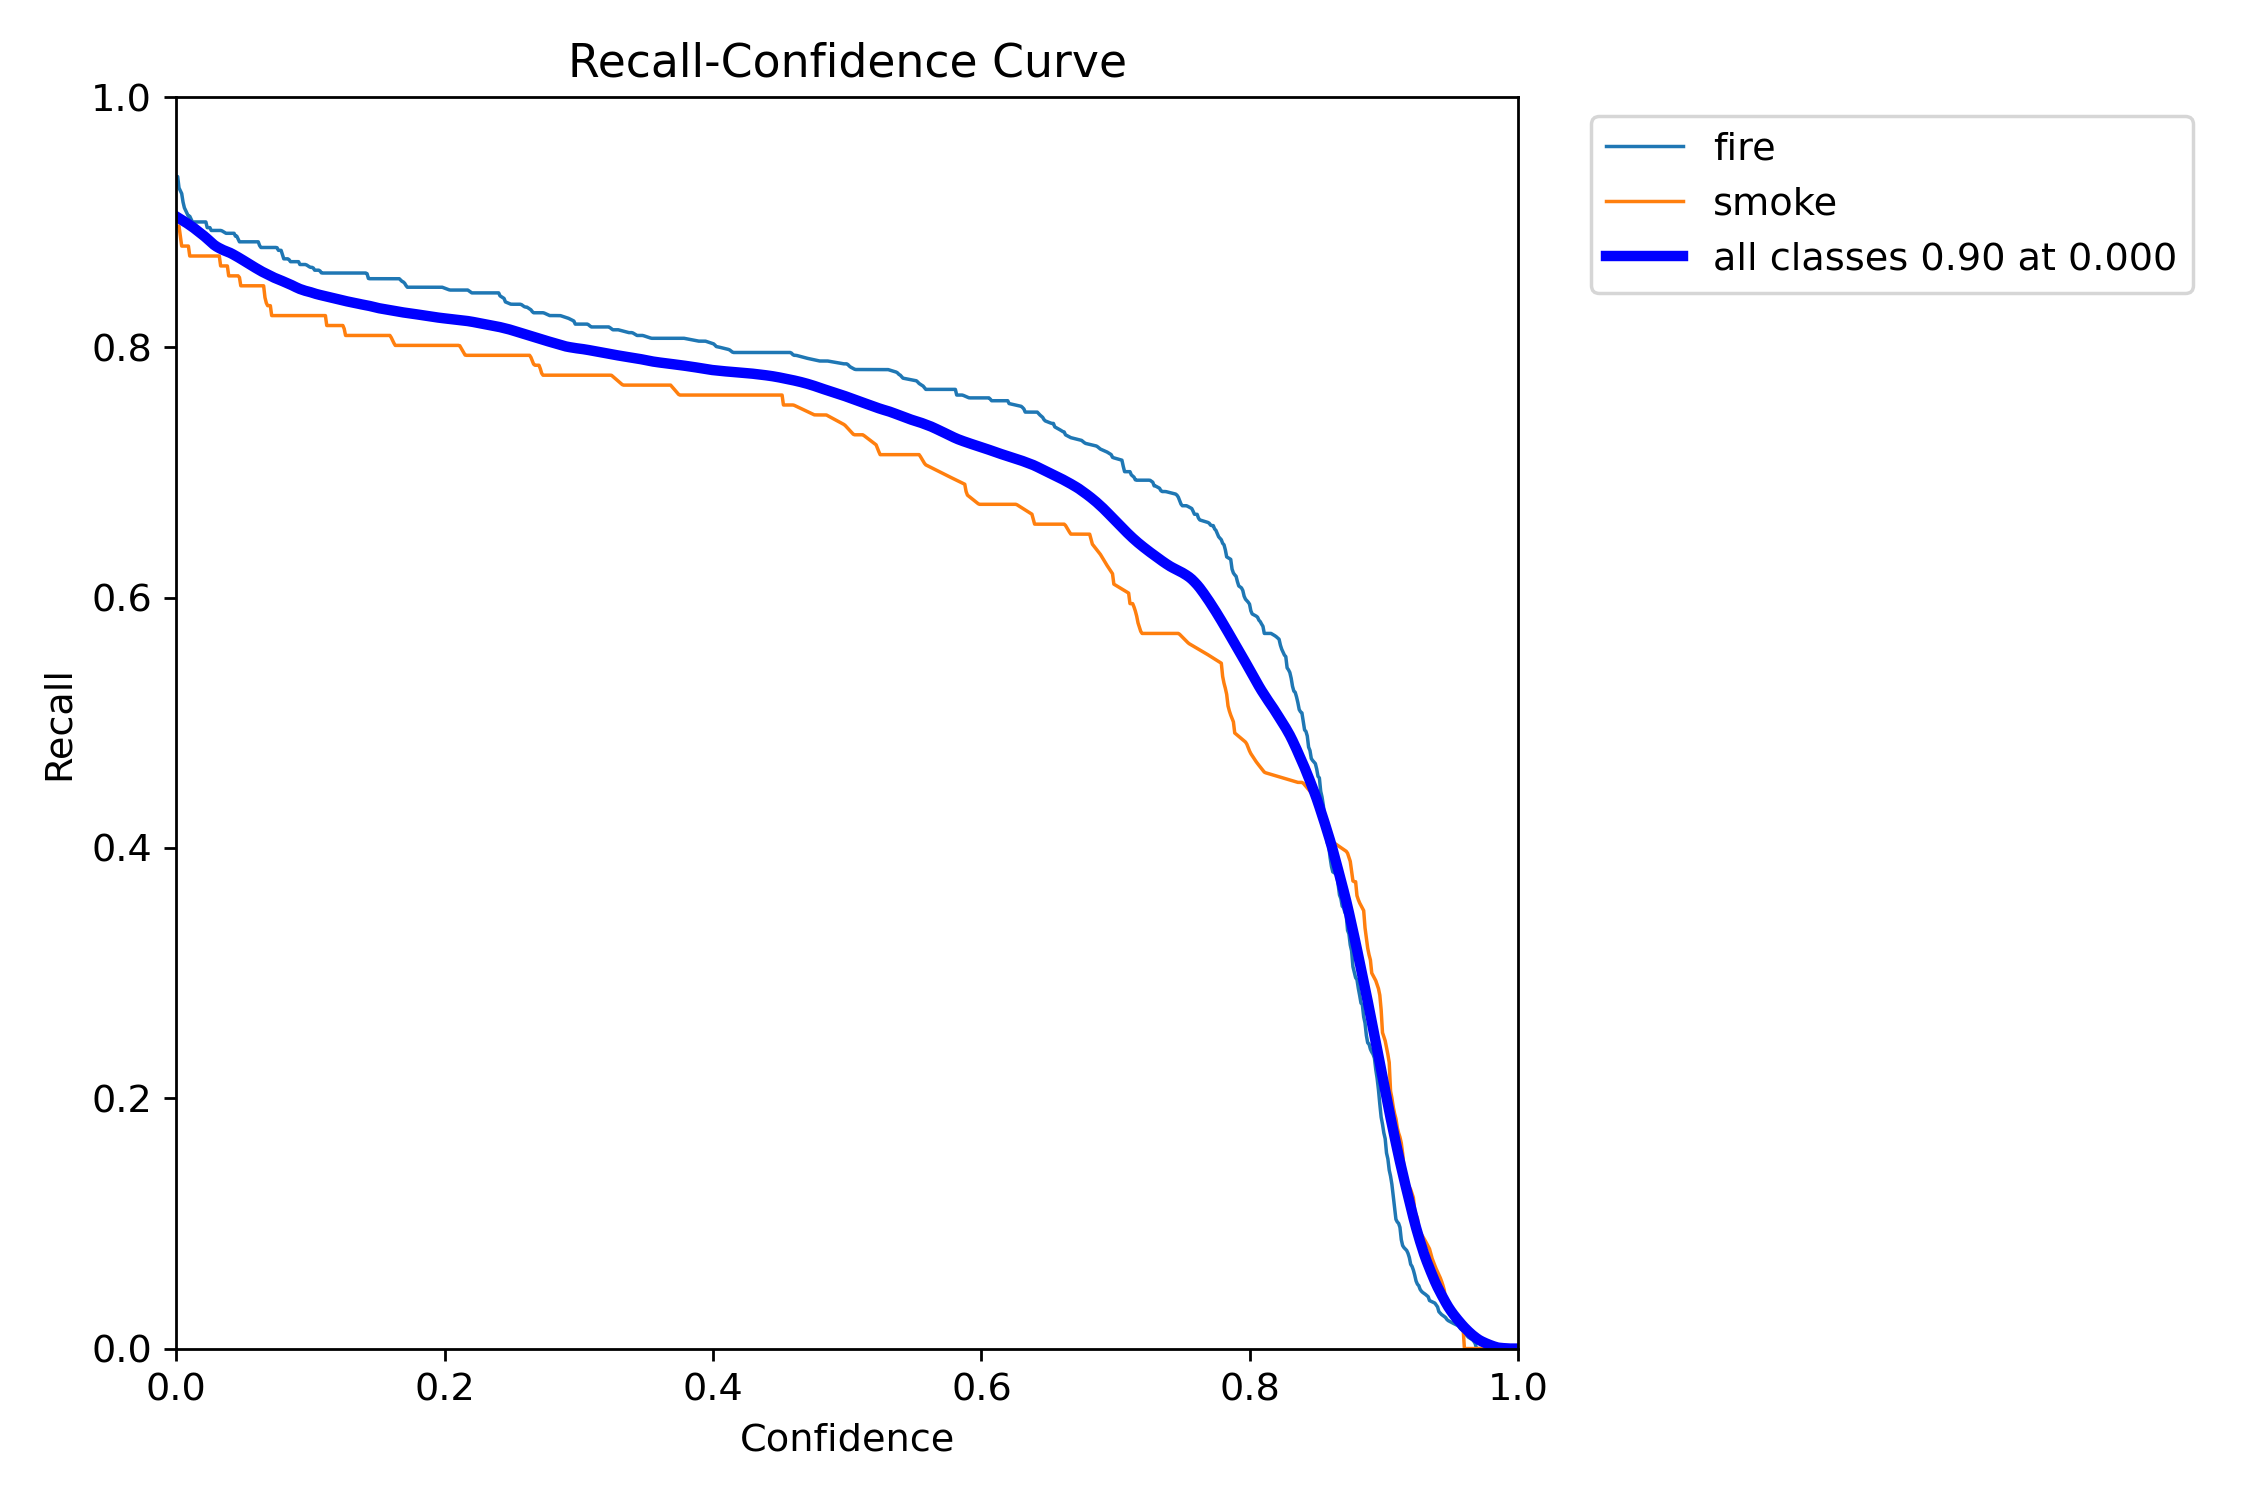 Recall-Confidence Curve
1.0
0.8
0.6
0.4
0.2
0.0
Recall
0.0 0.2 0.4 0.6 0.8 1.0
Confidence
fire
smoke
all classes 0.90 at 0.000